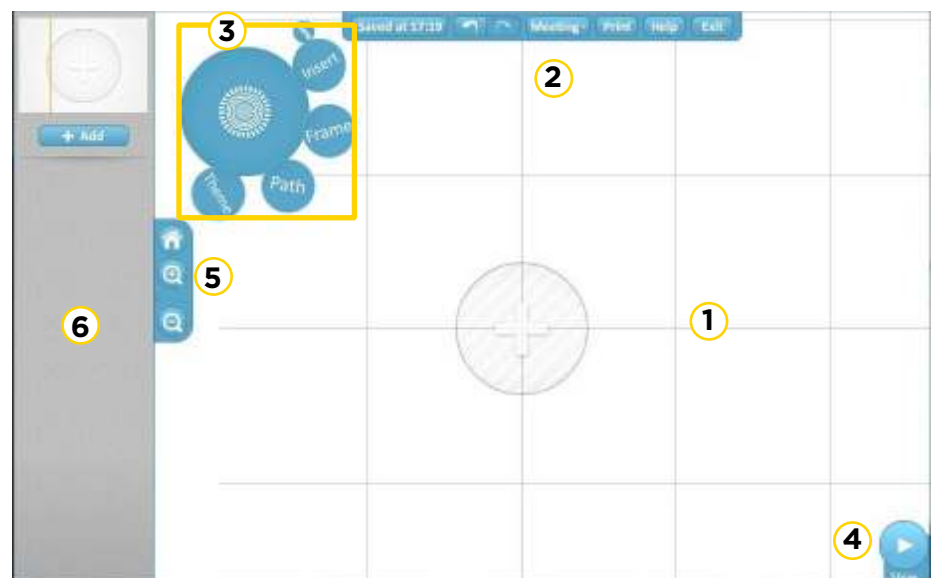 3
Saved at 17:19 Meeting Print Help Exit
Insert
2
+ Add
Frame
Path
Theme
5
6
1
4
Show